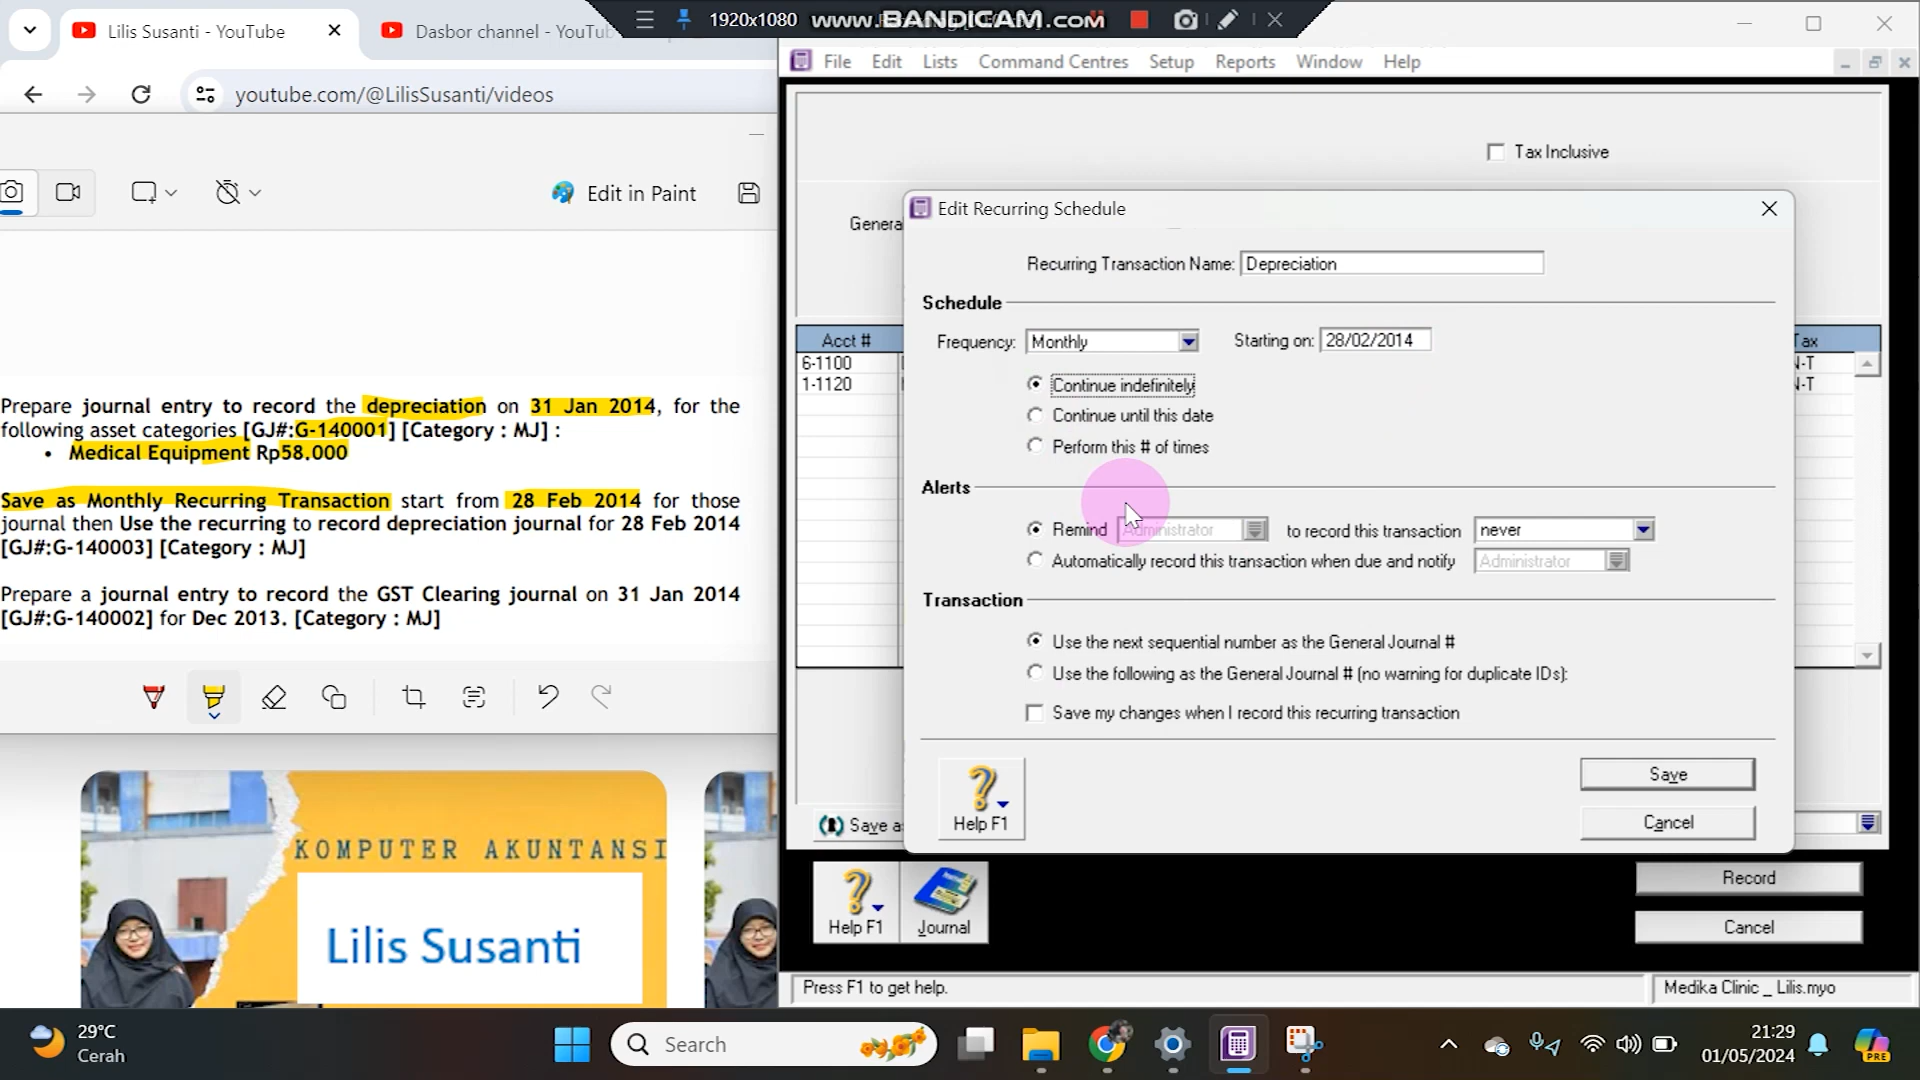 Lilis Susanti - YouTube
Dasbor channel - YouTu
1920x1080
www.BANDICAM.com
youtube.com/@LilisSusanti/videos
Edit in Paint
Prepare journal entry to record the depreciation on 31 Jan 2014, for the
following asset categories [GJ#:G-140001] [Category : MJ] :
• Medical Equipment Rp58.000
Save as Monthly Recurring Transaction start from 28 Feb 2014 for those
journal then Use the recurring to record depreciation journal for 28 Feb 2014
[GJ#:G-140003] [Category : MJ]
Prepare a journal entry to record the GST Clearing journal on 31 Jan 2014
[GJ#:G-140002] for Dec 2013. [Category : MJ]
KOMPUTER AKUNTANSI
Lilis Susanti
File Edit Lists Command Centres Setup Reports Window Help
Tax Inclusive
Genera
Acct #
6-1100
1-1120
Tax
N-T
N-T
Edit Recurring Schedule
Recurring Transaction Name: Depreciation
Schedule
Frequency: Monthly Starting on: 28/02/2014
Continue indefinitely
Continue until this date
Perform this # of times
Alerts
Remind Administrator to record this transaction never
Automatically record this transaction when due and notify Administrator
Transaction
Use the next sequential number as the General Journal #
Use the following as the General Journal # (no warning for duplicate IDs):
Save my changes when I record this recurring transaction
Help F1
Save
Cancel
Save as
Help F1
Journal
Record
Cancel
Press F1 to get help.
Medika Clinic _ Lilis.myo
29°C
Cerah
Search
21:29
01/05/2024
PRE